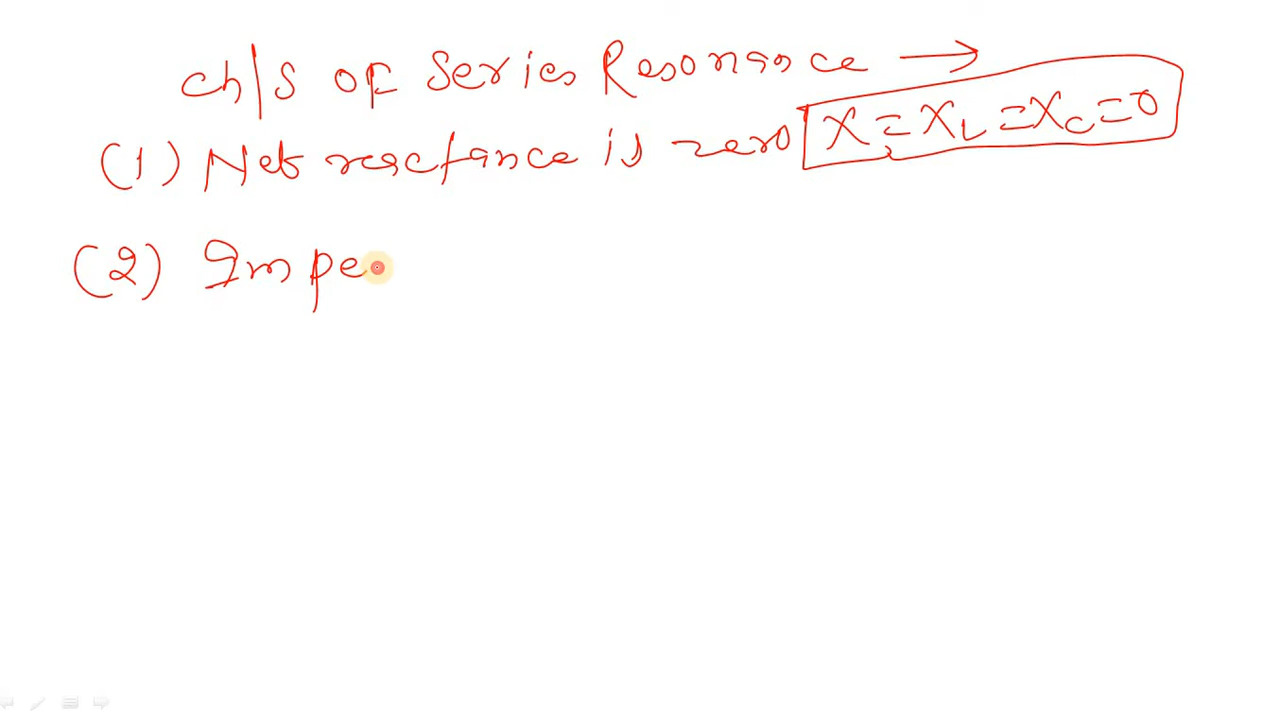 ch/s of Series Resonance →
(1) Net reactance is zero X = XL = XC = 0
(2) Impe